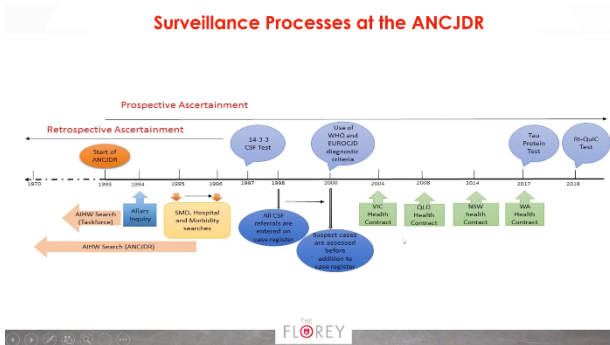 Surveillance Processes at the ANCJDR
Prospective Ascertainment
Retrospective Ascertainment
Start of
ANCJDR
14-3-3
CSF Test
Use of
WHO and
EUROCJD
diagnostic
criteria
Tau
Protein
Test
Rt-QuIC
Test
1970
1993
1994
1995
1996
1997
1998
2000
2004
2008
2014
2017
2018
AIHW Search
(Taskforce)
Allars
Inquiry
SMO, Hospital
and Morbidity
searches
All CSF
referrals are
entered on
case register
Suspect cases
are assessed
before
addition to
case register
VIC
Health
Contract
QLD
Health
Contract
NSW
health
Contract
WA
Health
Contract
AIHW Search (ANCJDR)
THE
FLOREY